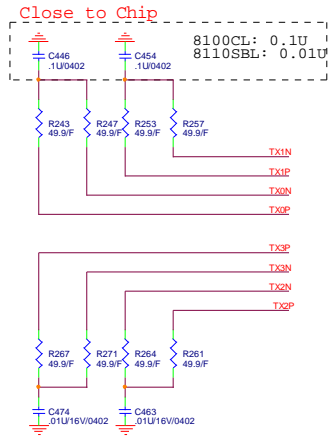 Close to Chip
8100CL: 0.1U
8110SBL: 0.01U
C446
.1U/0402
C454
.1U/0402
R243
49.9/F
R247
49.9/F
R253
49.9/F
R257
49.9/F
TX1N
TX1P
TX0N
TX0P
TX3P
TX3N
TX2N
TX2P
R267
49.9/F
R271
49.9/F
R264
49.9/F
R261
49.9/F
C474
.01U/16V/0402
C463
.01U/16V/0402